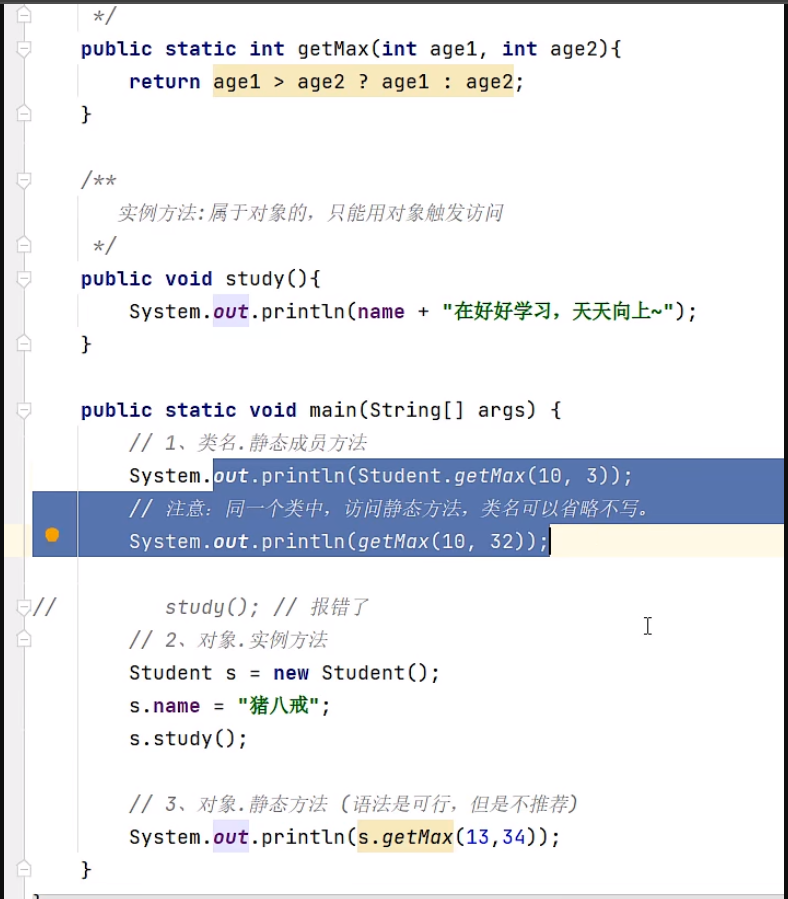 */
public static int getMax(int age1, int age2){
return age1 > age2 ? age1 : age2;
}
/**
实例方法:属于对象的，只能用对象触发访问
*/
public void study(){
System.out.println(name + "在好好学习，天天向上~");
}
public static void main(String[] args) {
// 1、类名.静态成员方法
System.out.println(Student.getMax(10, 3));
// 注意：同一个类中，访问静态方法，类名可以省略不写。
System.out.println(getMax(10, 32));
// study(); // 报错了
// 2、对象.实例方法
Student s = new Student();
s.name = "猪八戒";
s.study();
// 3、对象.静态方法 (语法是可行，但是不推荐)
System.out.println(s.getMax(13,34));
}